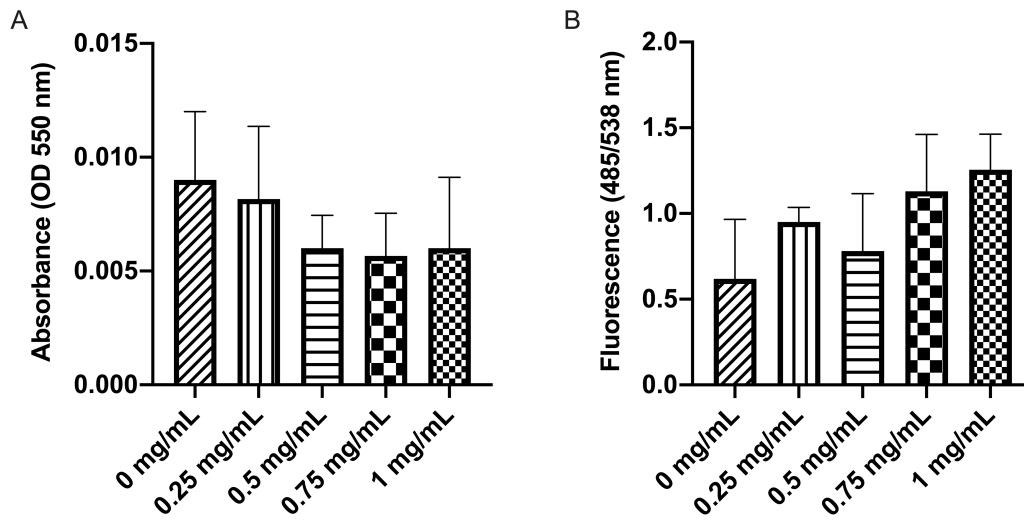 A
Absorbance (OD 550 nm)
0.015
0.010
0.005
0.000
0 mg/mL
0.25 mg/mL
0.5 mg/mL
0.75 mg/mL
1 mg/mL
B
Fluorescence (485/538 nm)
2.0
1.5
1.0
0.5
0.0
0 mg/mL
0.25 mg/mL
0.5 mg/mL
0.75 mg/mL
1 mg/mL